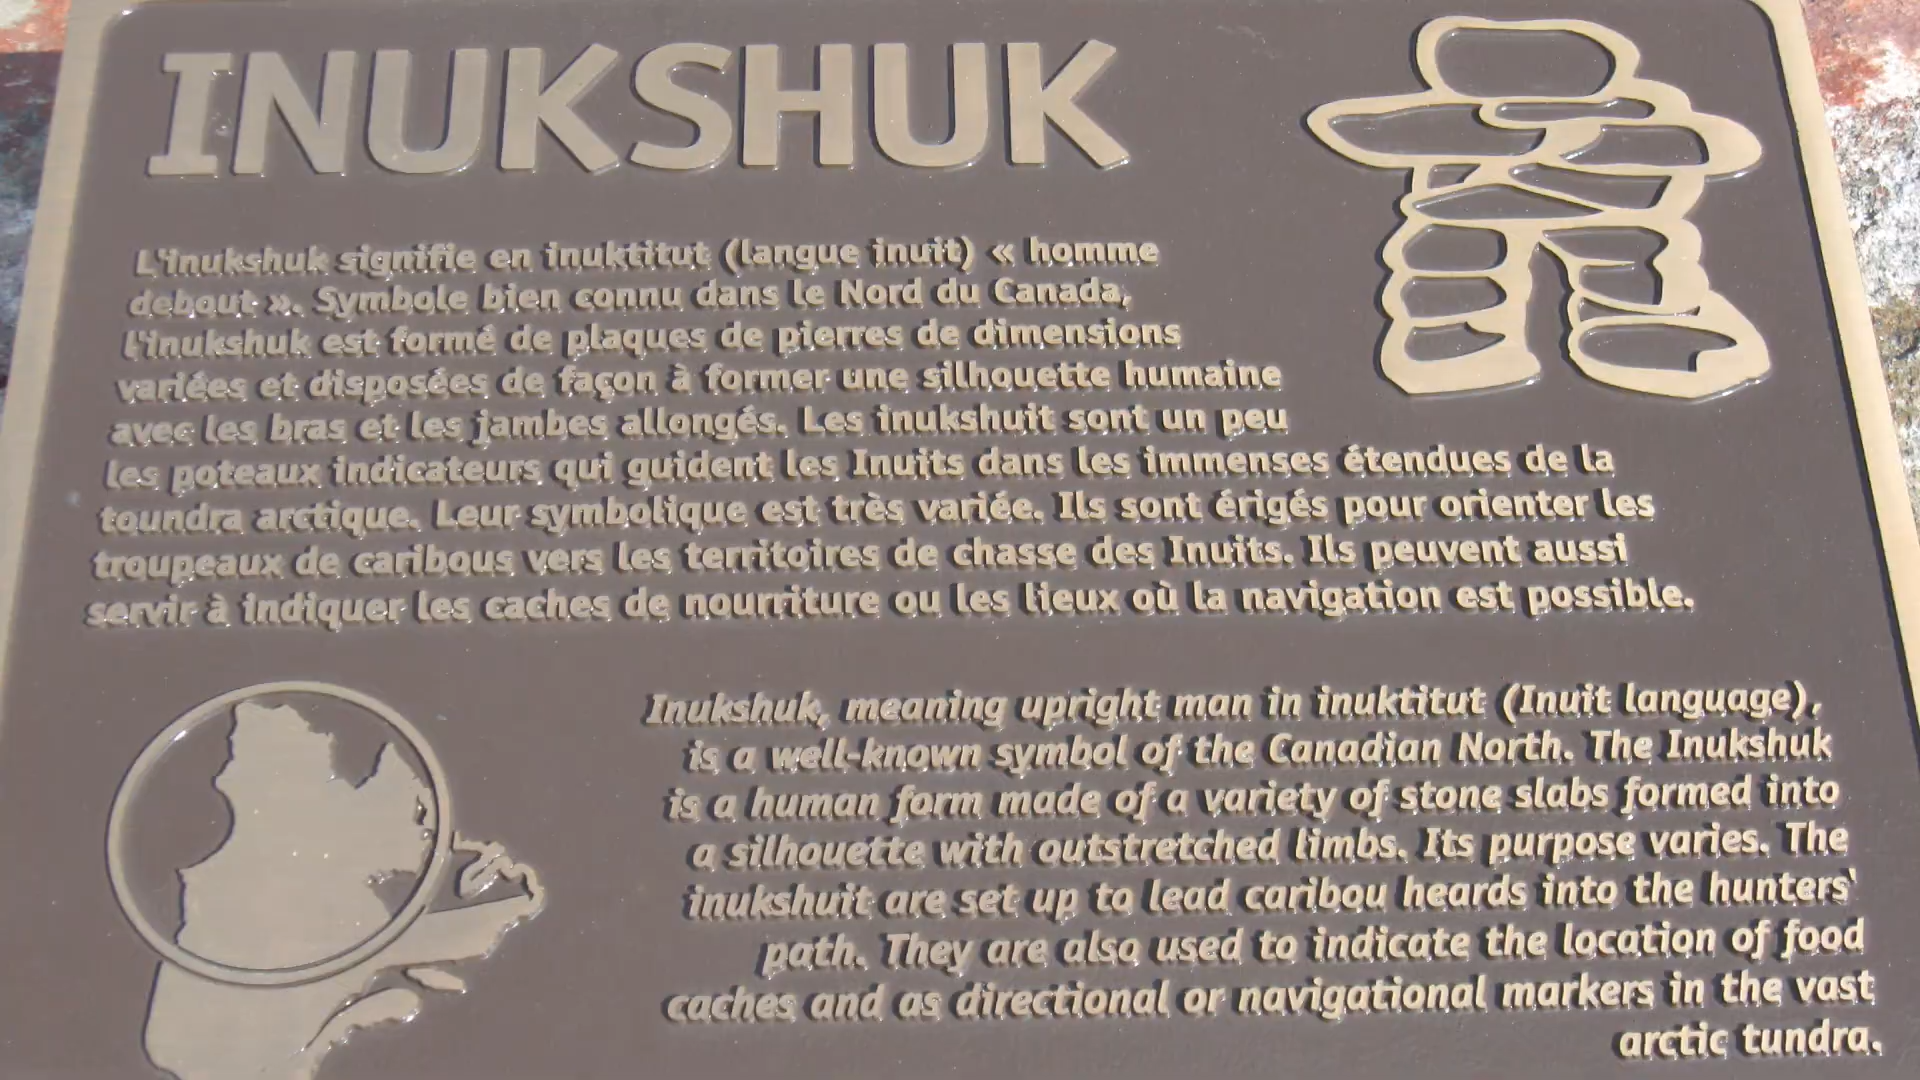 INUKSHUK
L'inukshuk signifie en inuktitut (langue inuit) « homme
debout ». Symbole bien connu dans le Nord du Canada,
l'inukshuk est formé de plaques de pierres de dimensions
variées et disposées de façon à former une silhouette humaine
avec les bras et les jambes allongés. Les inukshuit sont un peu
les poteaux indicateurs qui guident les Inuits dans les immenses étendues de la
toundra arctique. Leur symbolique est très variée. Ils sont érigés pour orienter les
troupeaux de caribous vers les territoires de chasse des Inuits. Ils peuvent aussi
servir à indiquer les caches de nourriture ou les lieux où la navigation est possible.
Inukshuk, meaning upright man in inuktitut (Inuit language),
is a well-known symbol of the Canadian North. The Inukshuk
is a human form made of a variety of stone slabs formed into
a silhouette with outstretched limbs. Its purpose varies. The
inukshuit are set up to lead caribou heards into the hunters'
path. They are also used to indicate the location of food
caches and as directional or navigational markers in the vast
arctic tundra.